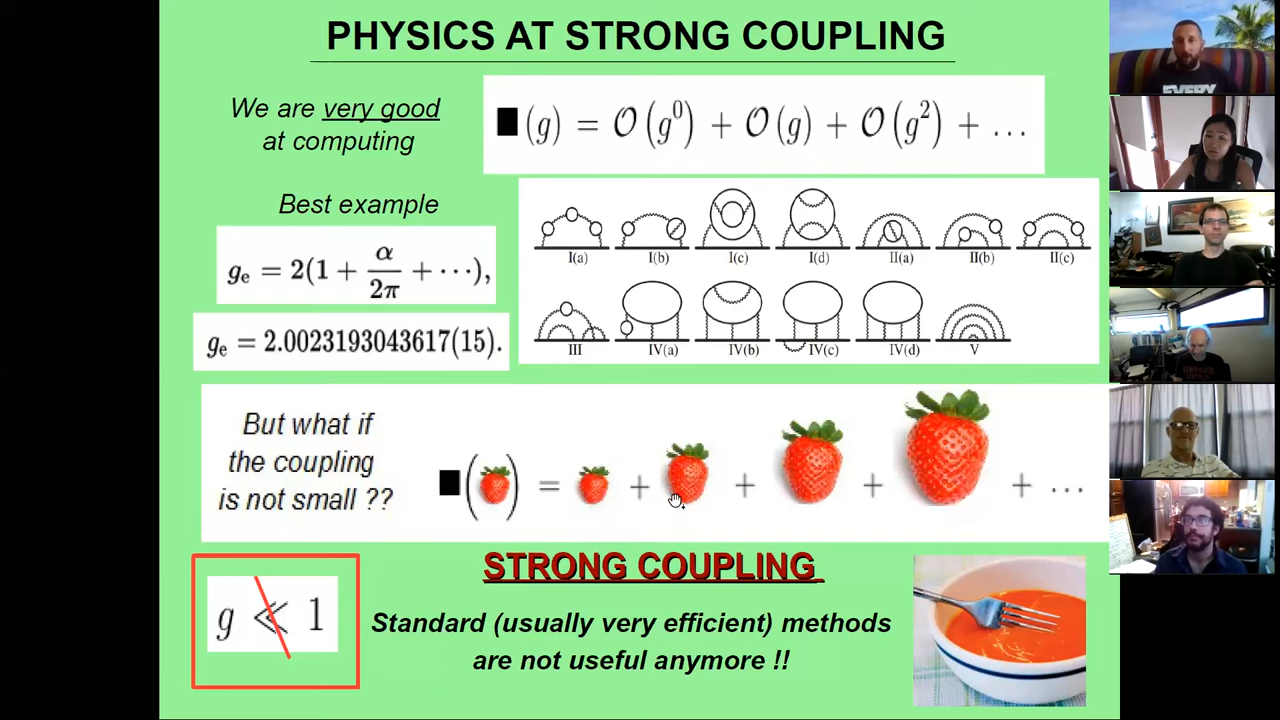 PHYSICS AT STRONG COUPLING
We are very good
at computing
■(g) = 𝒪(g⁰) + 𝒪(g) + 𝒪(g²) + …
Best example
gₑ = 2(1 + α/2π + ⋯),
gₑ = 2.0023193043617(15).
I(a) I(b) I(c) I(d) II(a) II(b) II(c)
III IV(a) IV(b) IV(c) IV(d) V
But what if
the coupling
is not small ??
■( ) = + + + + …
g ≪ 1
STRONG COUPLING
Standard (usually very efficient) methods
are not useful anymore !!